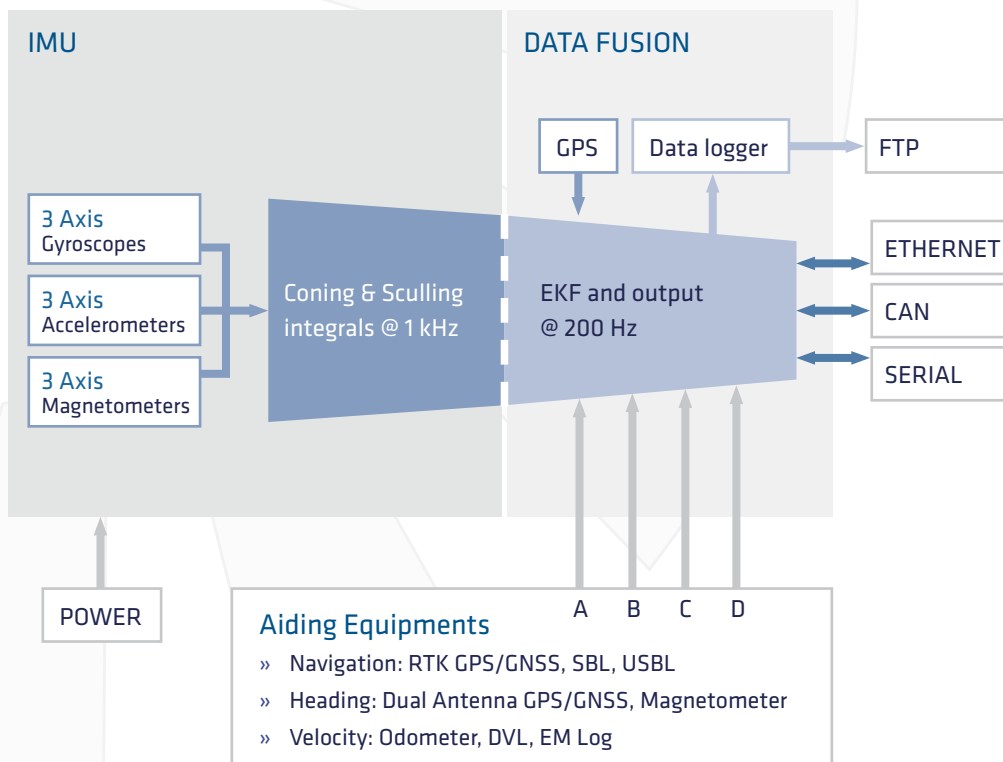 IMU
DATA FUSION
GPS
Data logger
FTP
3 Axis
Gyroscopes
3 Axis
Accelerometers
3 Axis
Magnetometers
Coning & Sculling
integrals @ 1 kHz
EKF and output
@ 200 Hz
ETHERNET
CAN
SERIAL
POWER
A B C D
Aiding Equipments
» Navigation: RTK GPS/GNSS, SBL, USBL
» Heading: Dual Antenna GPS/GNSS, Magnetometer
» Velocity: Odometer, DVL, EM Log